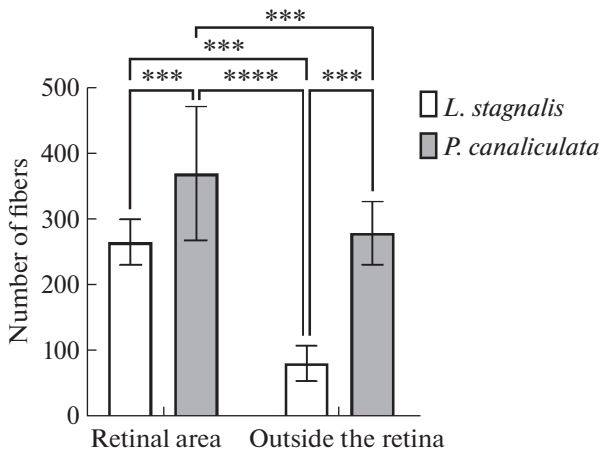 ***
***
*** **** ***
500
400
300
200
100
0
Number of fibers
L. stagnalis
P. canaliculata
Retinal area Outside the retina